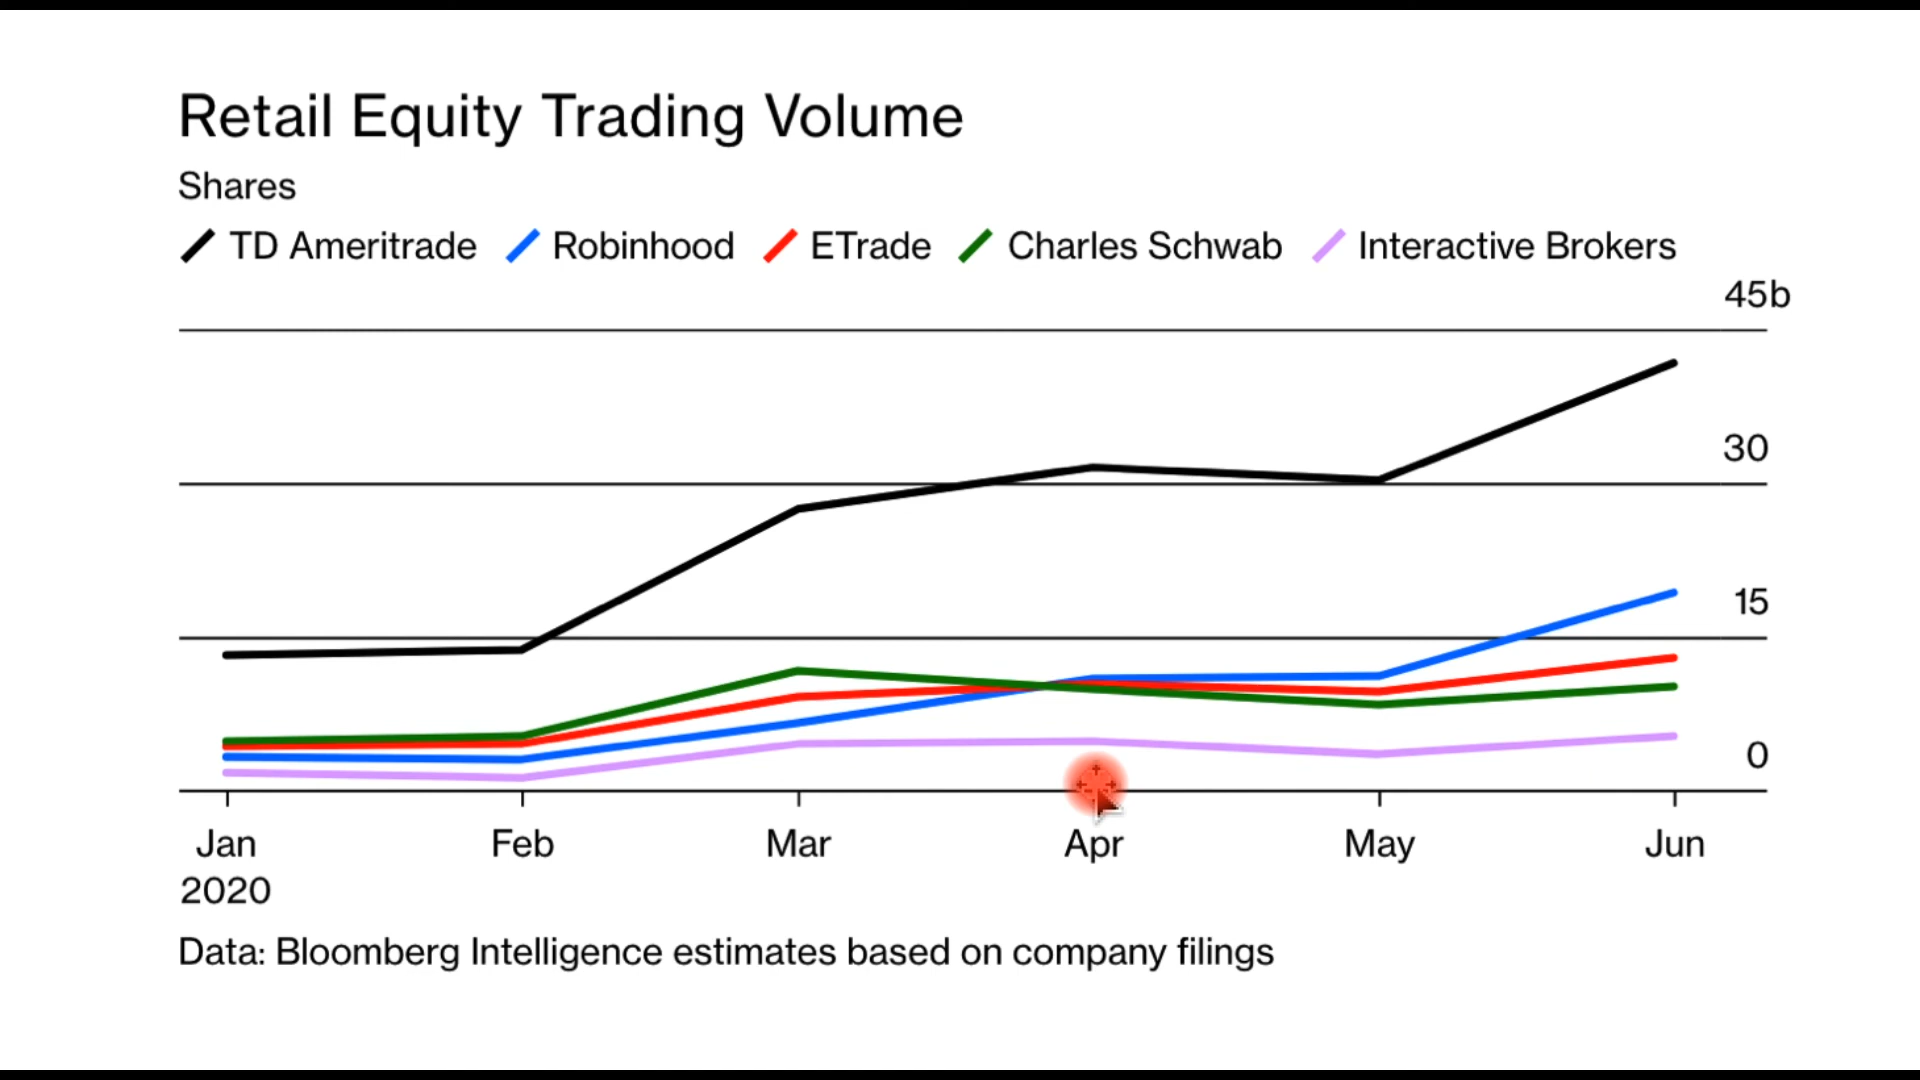 Retail Equity Trading Volume
Shares
TD Ameritrade Robinhood ETrade Charles Schwab Interactive Brokers
45b
30
15
0
Jan Feb Mar Apr May Jun
2020
Data: Bloomberg Intelligence estimates based on company filings